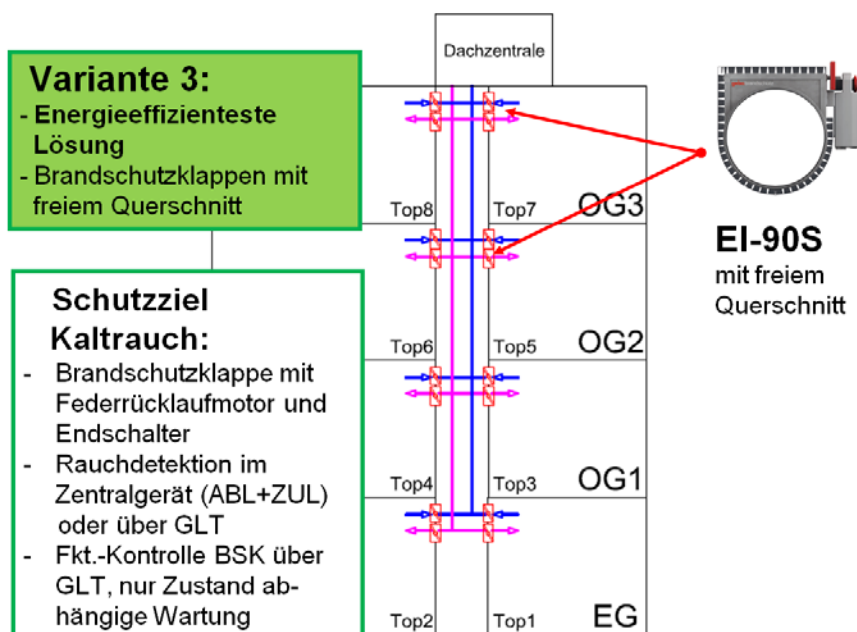 Dachzentrale
Variante 3:
- Energieeffizienteste
Lösung
- Brandschutzklappen mit
freiem Querschnitt
Top8
Top7
OG3
EI-90S
mit freiem
Querschnitt
Schutzziel
Kaltrauch:
- Brandschutzklappe mit
Federrücklaufmotor und
Endschalter
- Rauchdetektion im
Zentralgerät (ABL+ZUL)
oder über GLT
- Fkt.-Kontrolle BSK über
GLT, nur Zustand ab-
hängige Wartung
Top6
Top5
OG2
Top4
Top3
OG1
Top2
Top1
EG